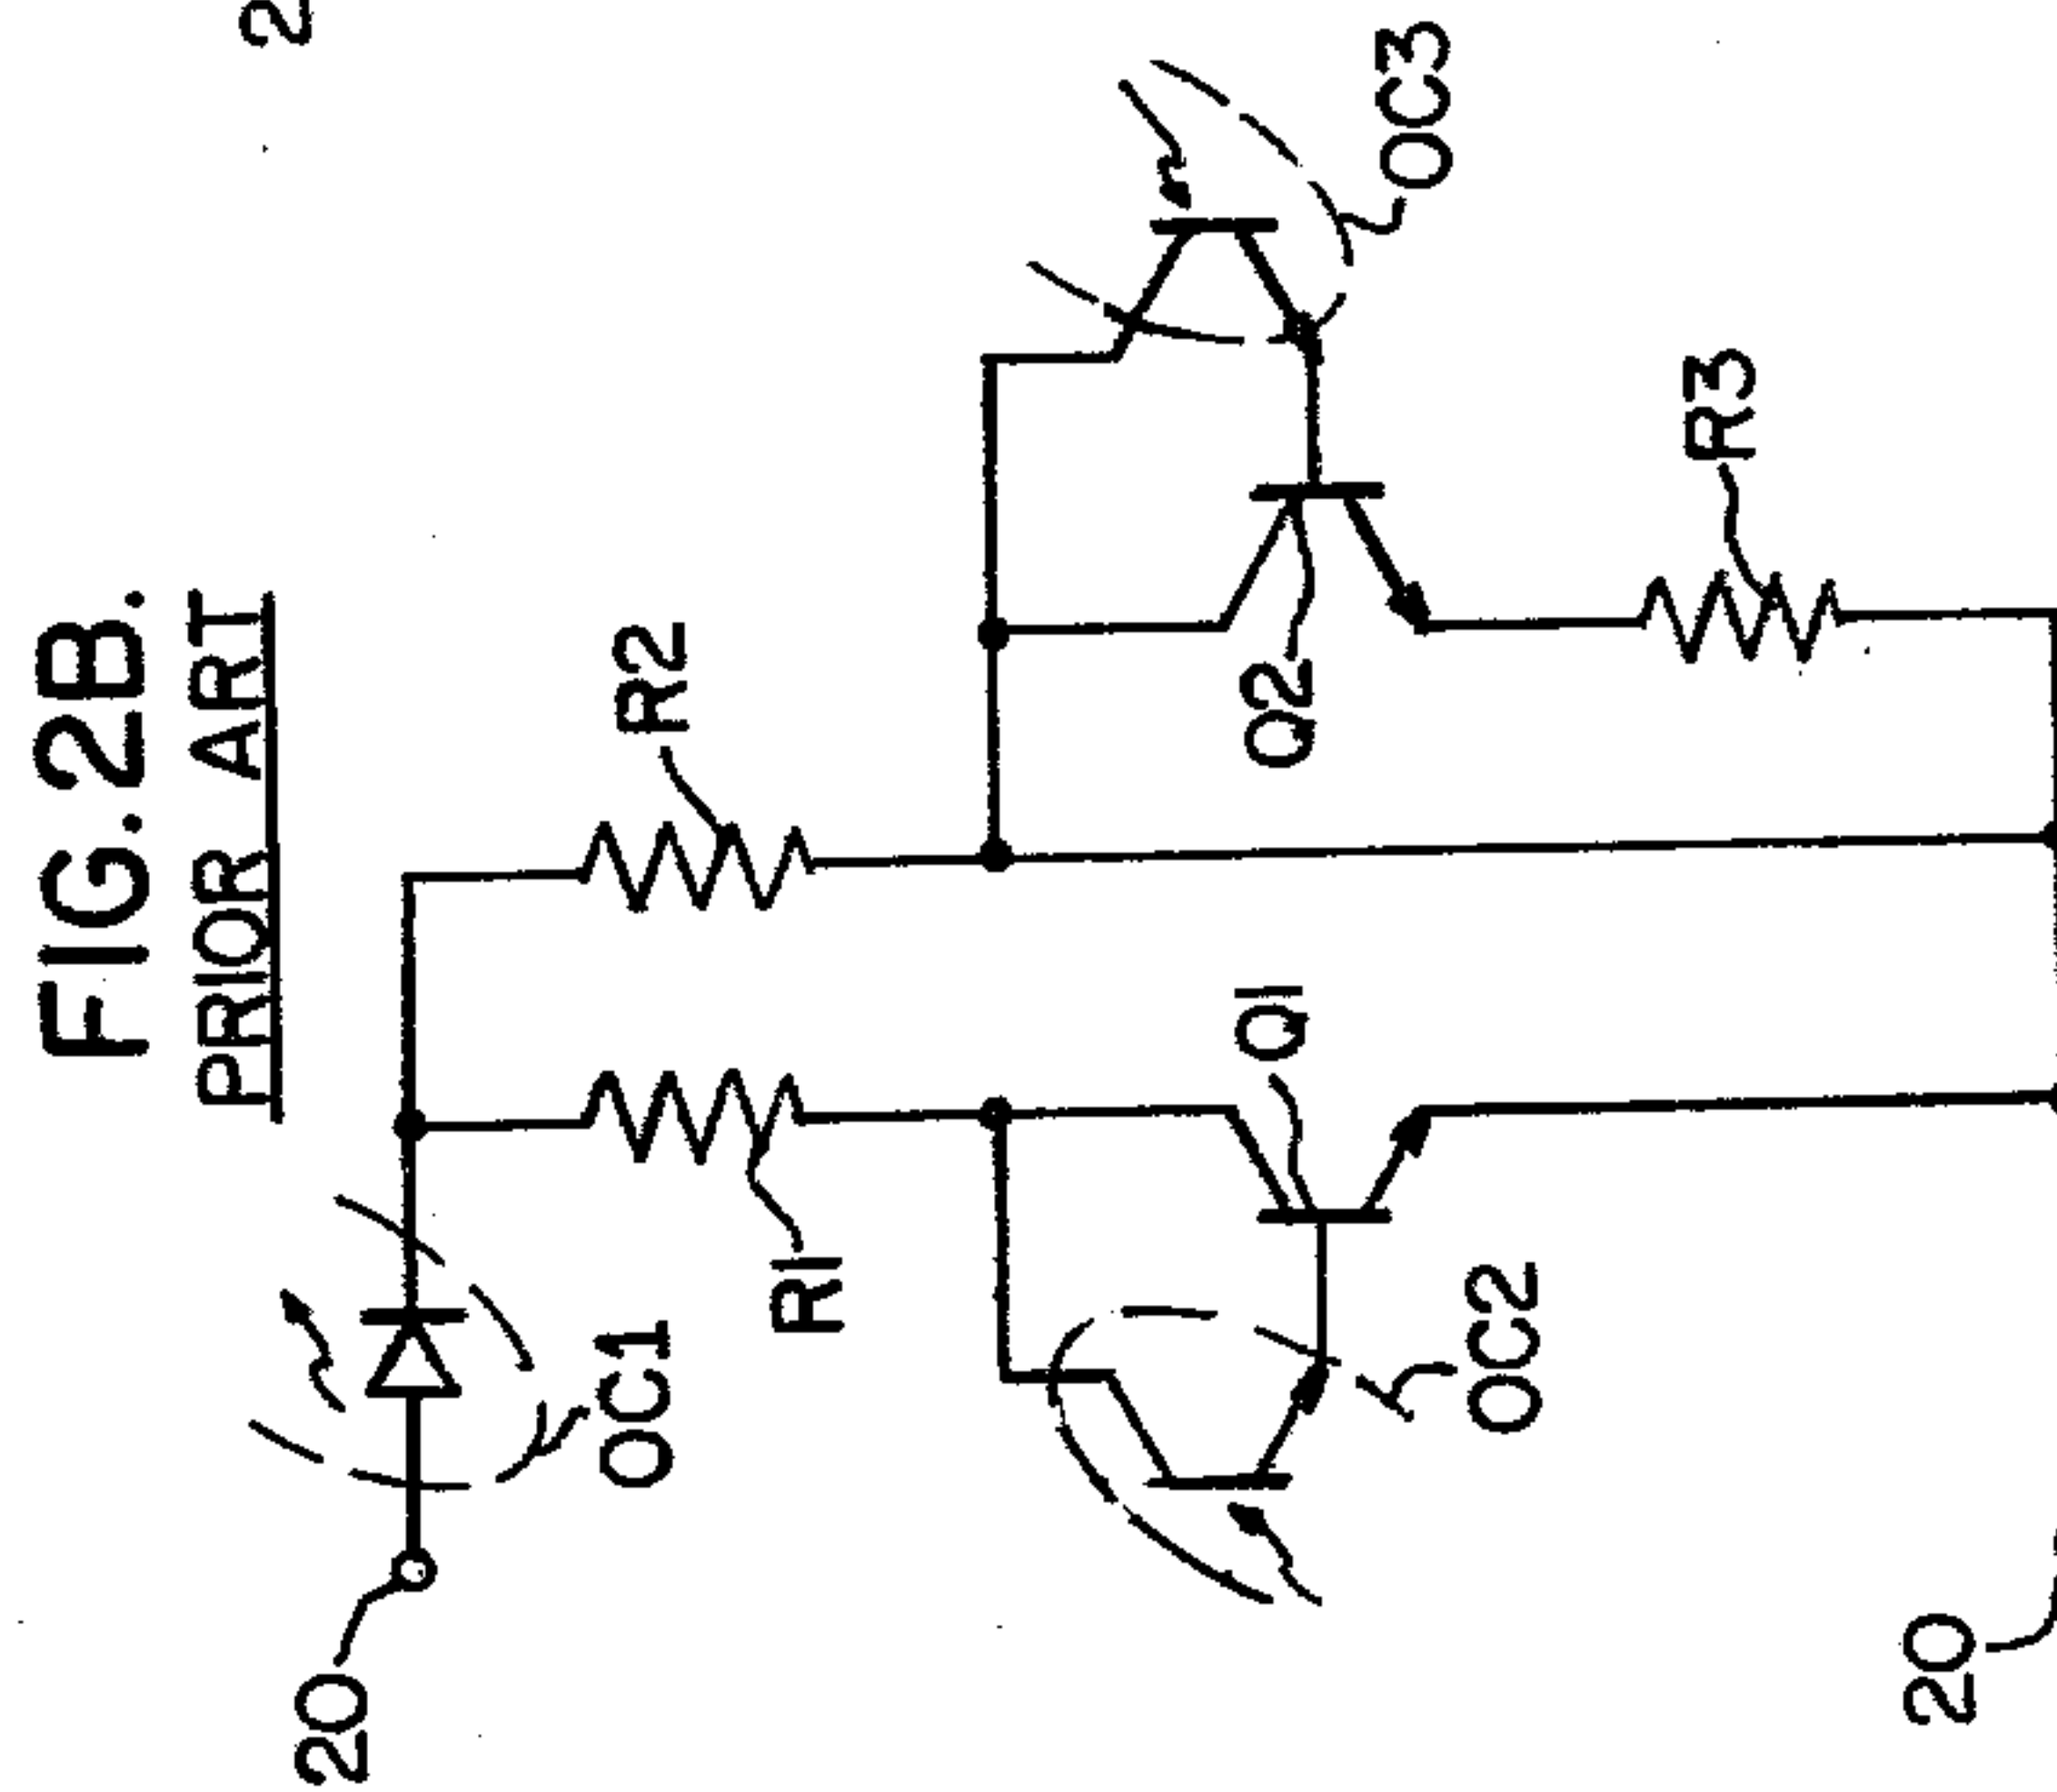 FIG. 2B.
PRIOR ART
2
20
OC1
R1
R2
OC3
Q2
R3
Q1
OC2
20